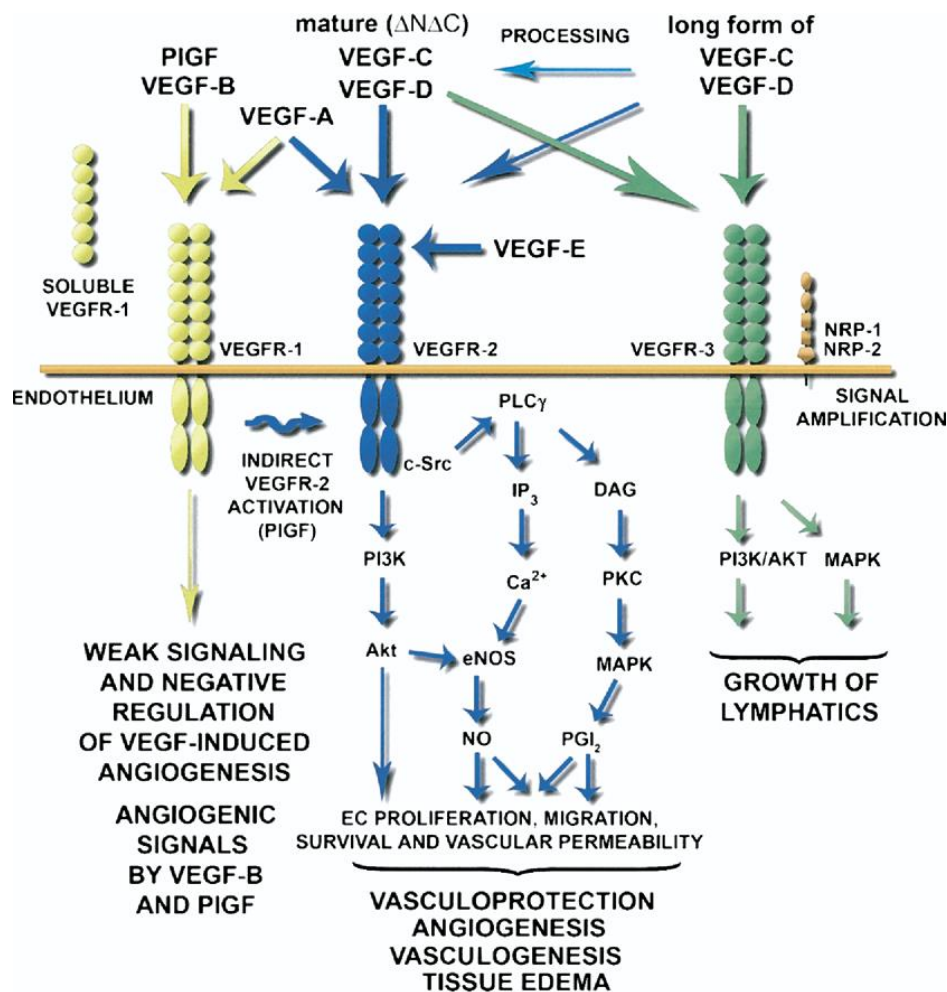 mature (ΔNΔC)
VEGF-C
VEGF-D
PROCESSING
long form of
VEGF-C
VEGF-D
PIGF
VEGF-B
VEGF-A
VEGF-E
SOLUBLE
VEGFR-1
VEGFR-1
VEGFR-2
VEGFR-3
NRP-1
NRP-2
ENDOTHELIUM
SIGNAL
AMPLIFICATION
INDIRECT
VEGFR-2
ACTIVATION
(PIGF)
c-Src
PLCγ
IP3
DAG
PI3K
Ca2+
PKC
Akt
eNOS
MAPK
NO
PGI2
PI3K/AKT
MAPK
GROWTH OF
LYMPHATICS
WEAK SIGNALING
AND NEGATIVE
REGULATION
OF VEGF-INDUCED
ANGIOGENESIS
ANGIOGENIC
SIGNALS
BY VEGF-B
AND PIGF
EC PROLIFERATION, MIGRATION,
SURVIVAL AND VASCULAR PERMEABILITY
VASCULOPROTECTION
ANGIOGENESIS
VASCULOGENESIS
TISSUE EDEMA